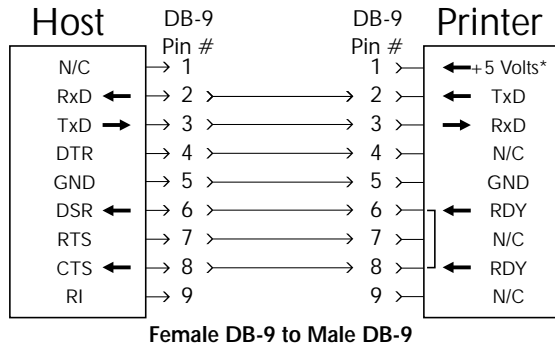 Host DB-9 DB-9 Printer
Pin # Pin #
N/C 1 1 +5 Volts*
RxD 2 2 TxD
TxD 3 3 RxD
DTR 4 4 N/C
GND 5 5 GND
DSR 6 6 RDY
RTS 7 7 N/C
CTS 8 8 RDY
RI 9 9 N/C
Female DB-9 to Male DB-9